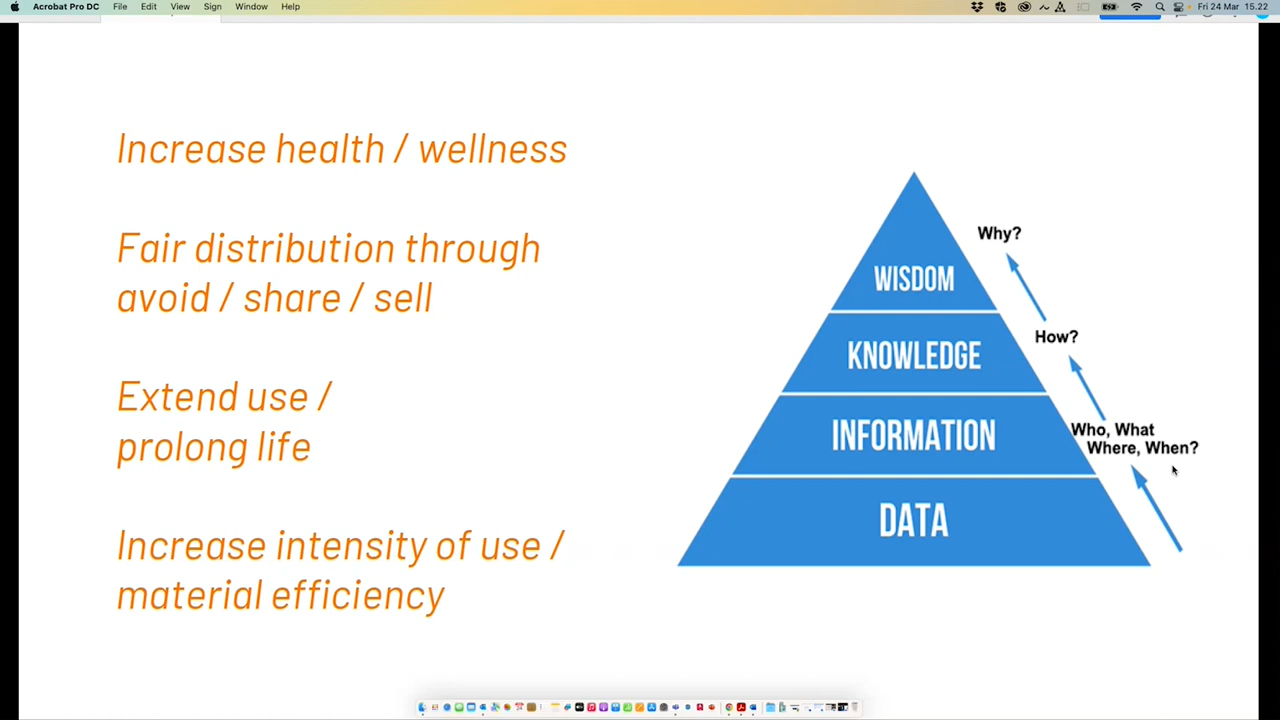 Acrobat Pro DC File Edit View Sign Window Help Fri 24 Mar 15.22
Increase health / wellness
Fair distribution through
avoid / share / sell
Extend use /
prolong life
Increase intensity of use /
material efficiency
Why?
WISDOM
How?
KNOWLEDGE
Who, What
Where, When?
INFORMATION
DATA